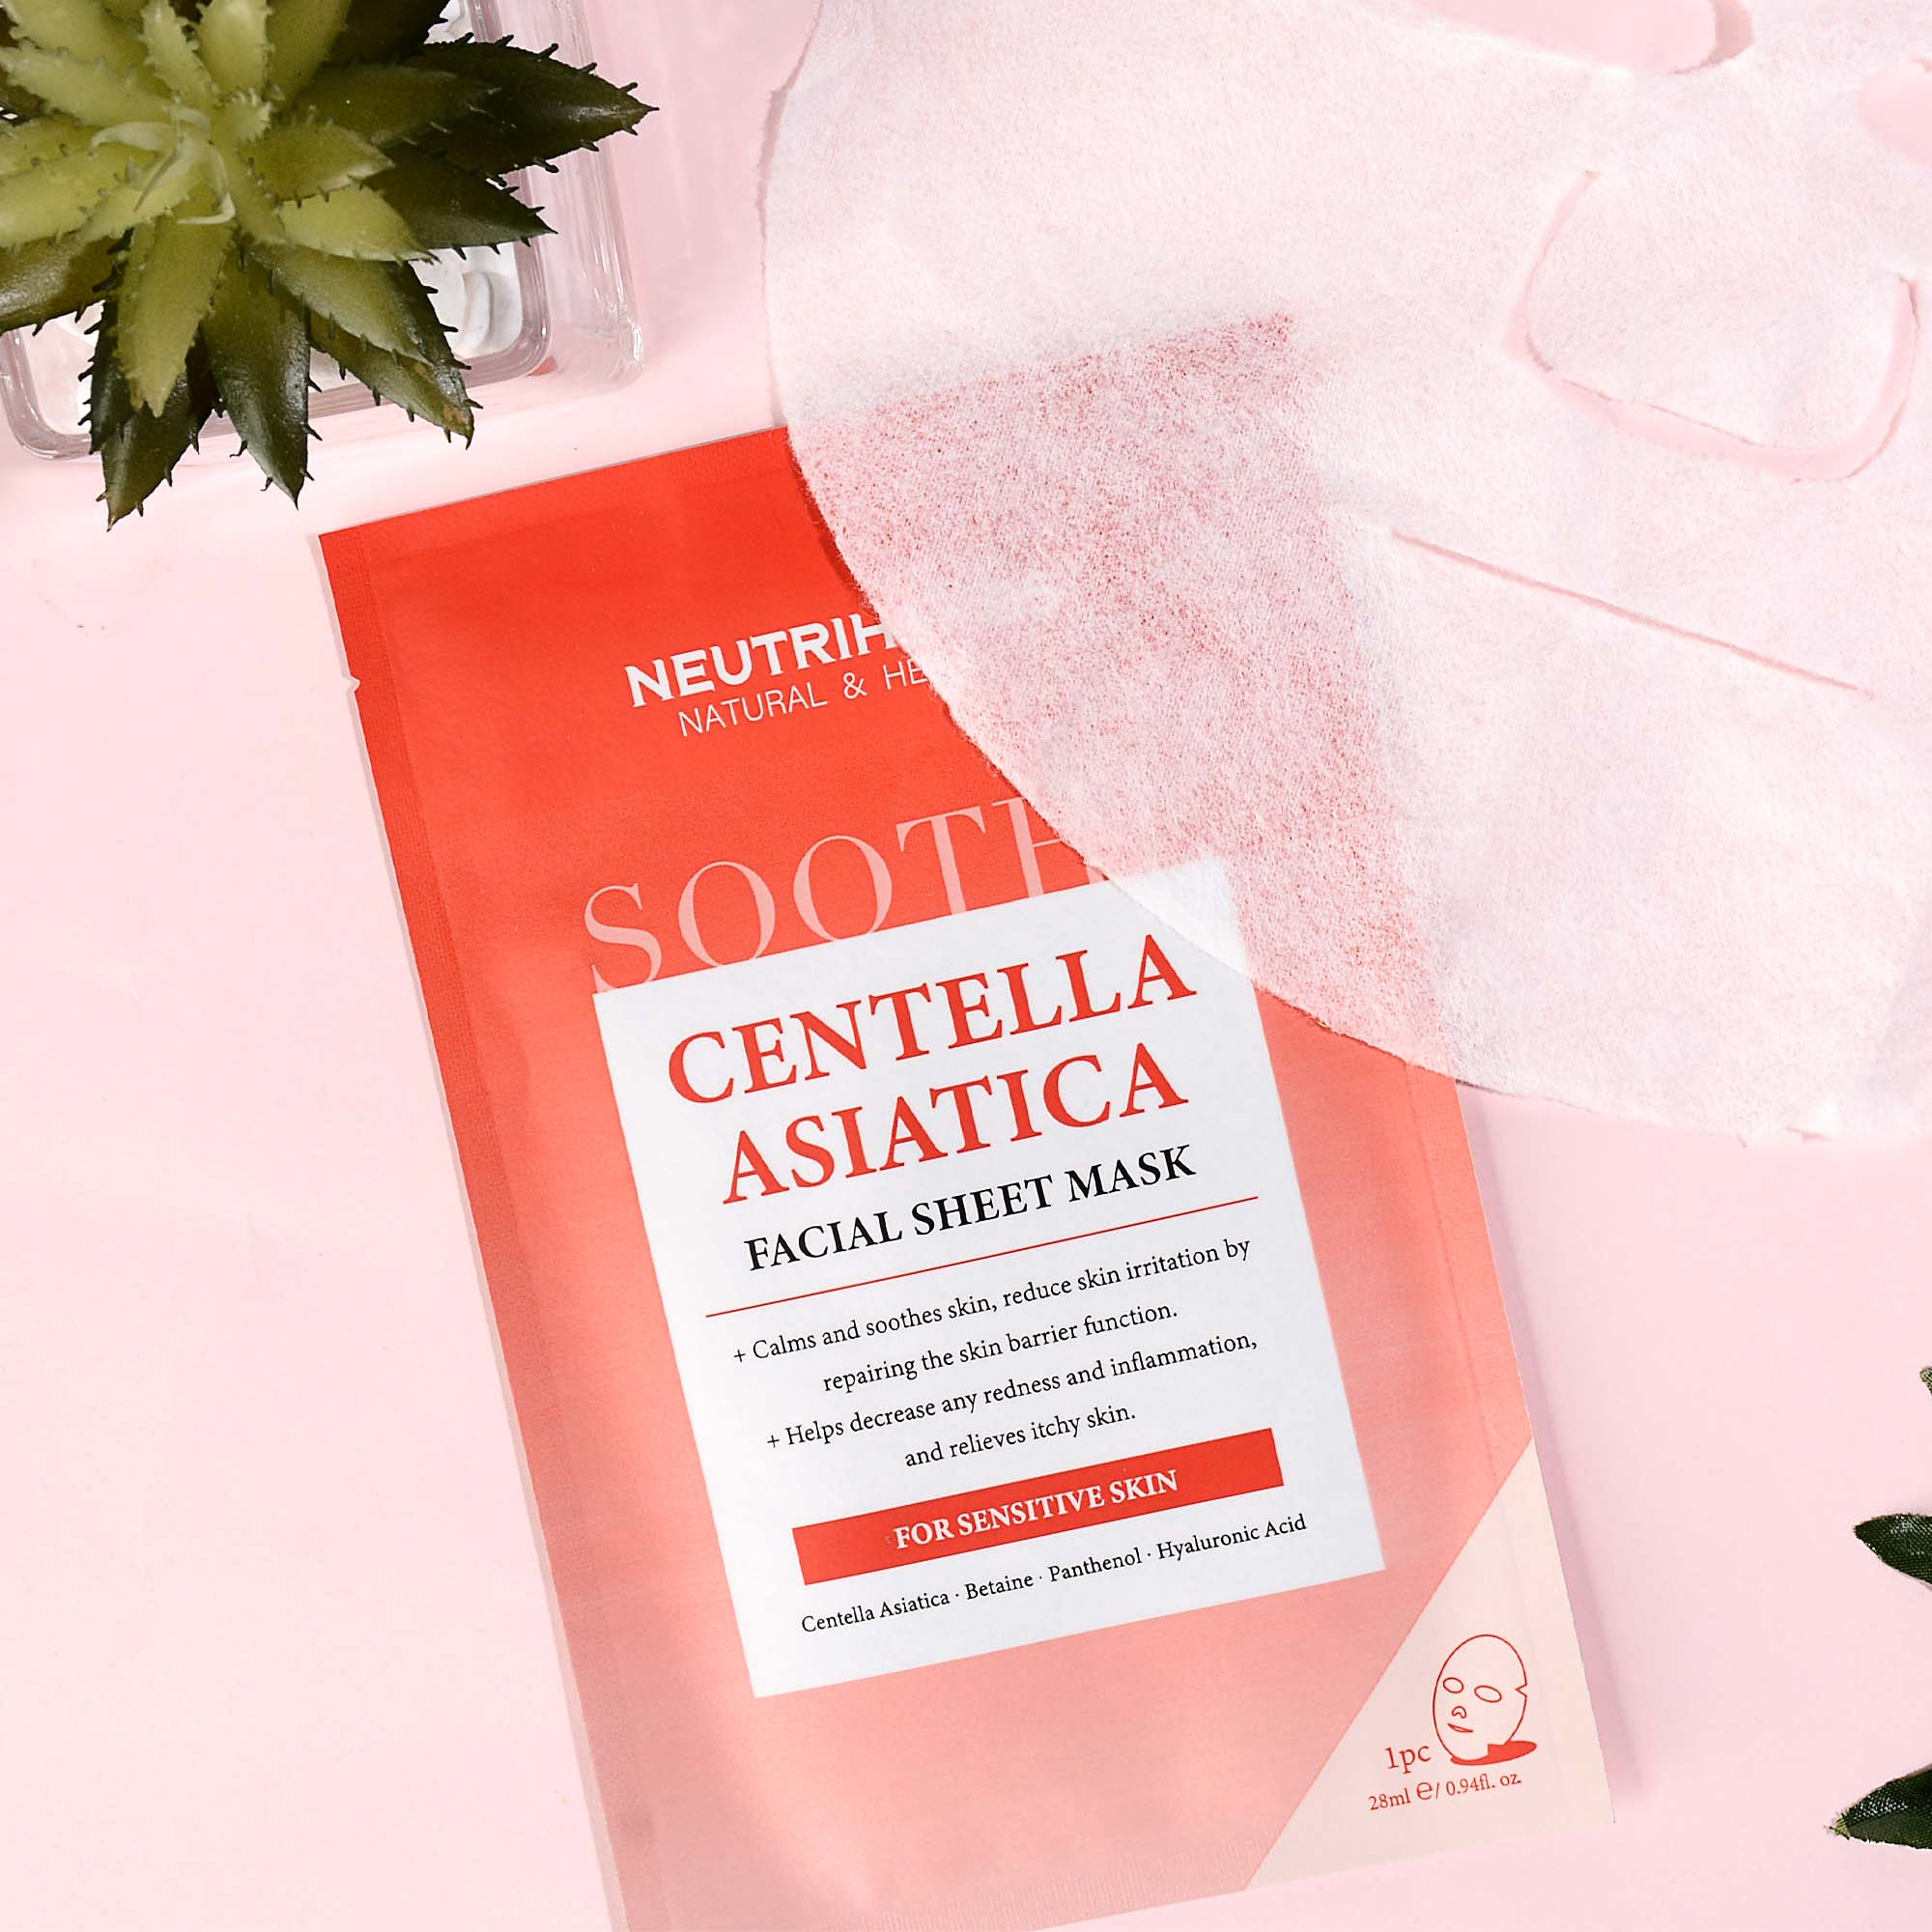 NEUTRIH
NATURAL & HE
SOOTH
CENTELLA
ASIATICA
FACIAL SHEET MASK
+ Calms and soothes skin, reduce skin irritation by
repairing the skin barrier function.
+ Helps decrease any redness and inflammation,
and relieves itchy skin.
FOR SENSITIVE SKIN
Centella Asiatica · Betaine · Panthenol · Hyaluronic Acid
1pc
28ml ℮/ 0.94fl. oz